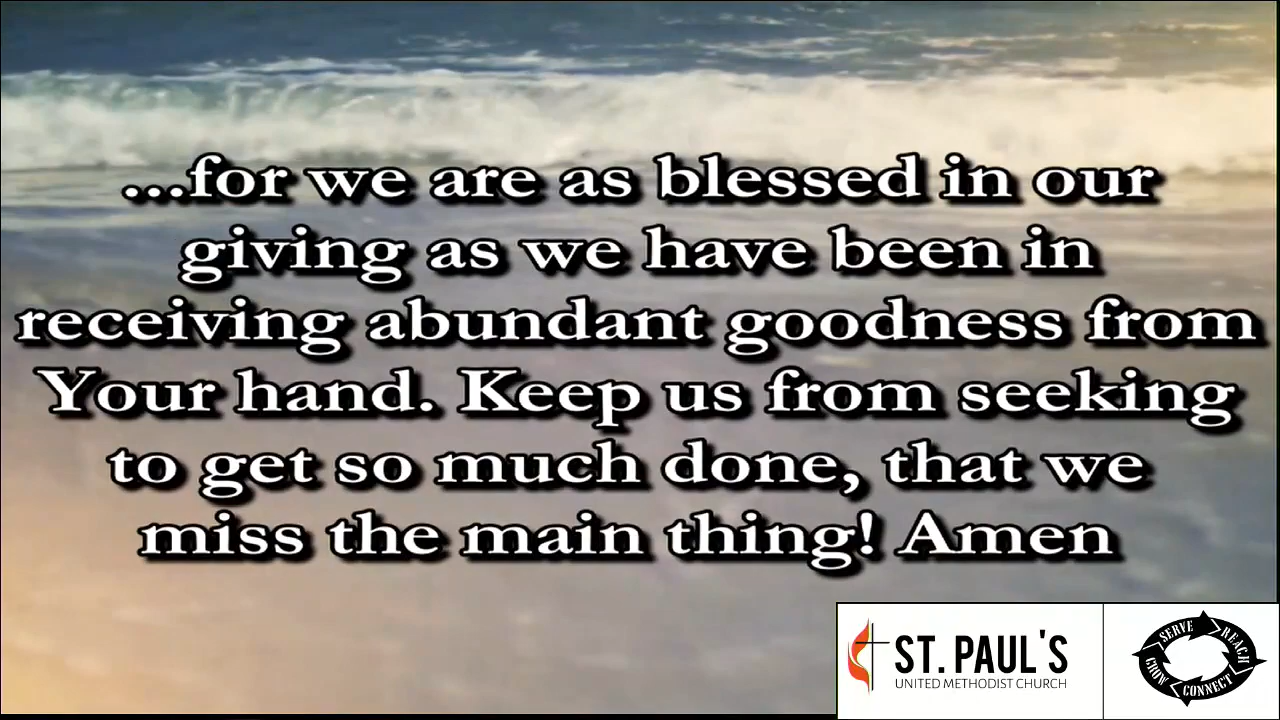 ...for we are as blessed in our
giving as we have been in
receiving abundant goodness from
Your hand. Keep us from seeking
to get so much done, that we
miss the main thing! Amen
ST. PAUL'S
UNITED METHODIST CHURCH
SERVE
REACH
CONNECT
GROW